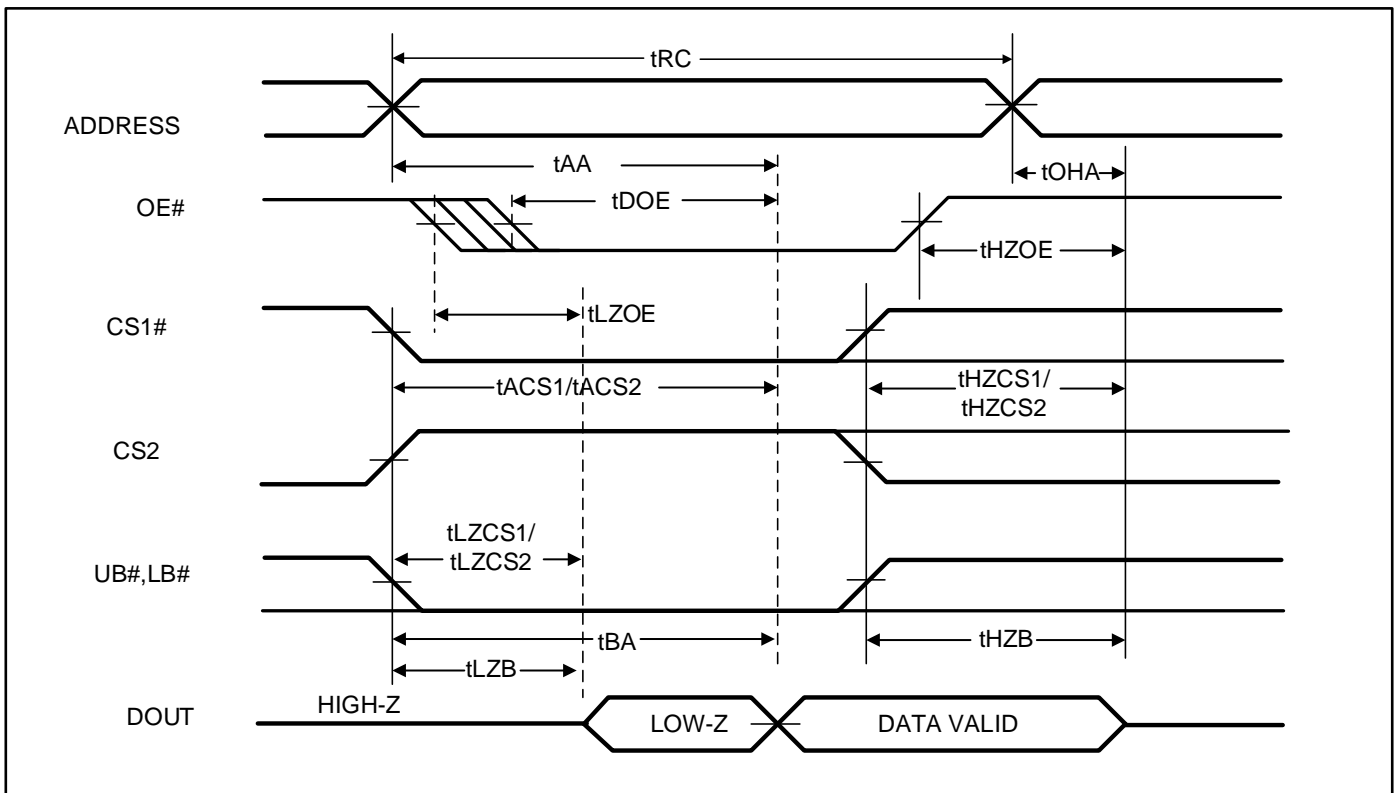 tRC
ADDRESS
tAA
tOHA
OE#
tDOE
tHZOE
tLZOE
CS1#
tACS1/tACS2
tHZCS1/
tHZCS2
CS2
tLZCS1/
tLZCS2
UB#,LB#
tBA
tHZB
tLZB
HIGH-Z
DOUT
LOW-Z
DATA VALID